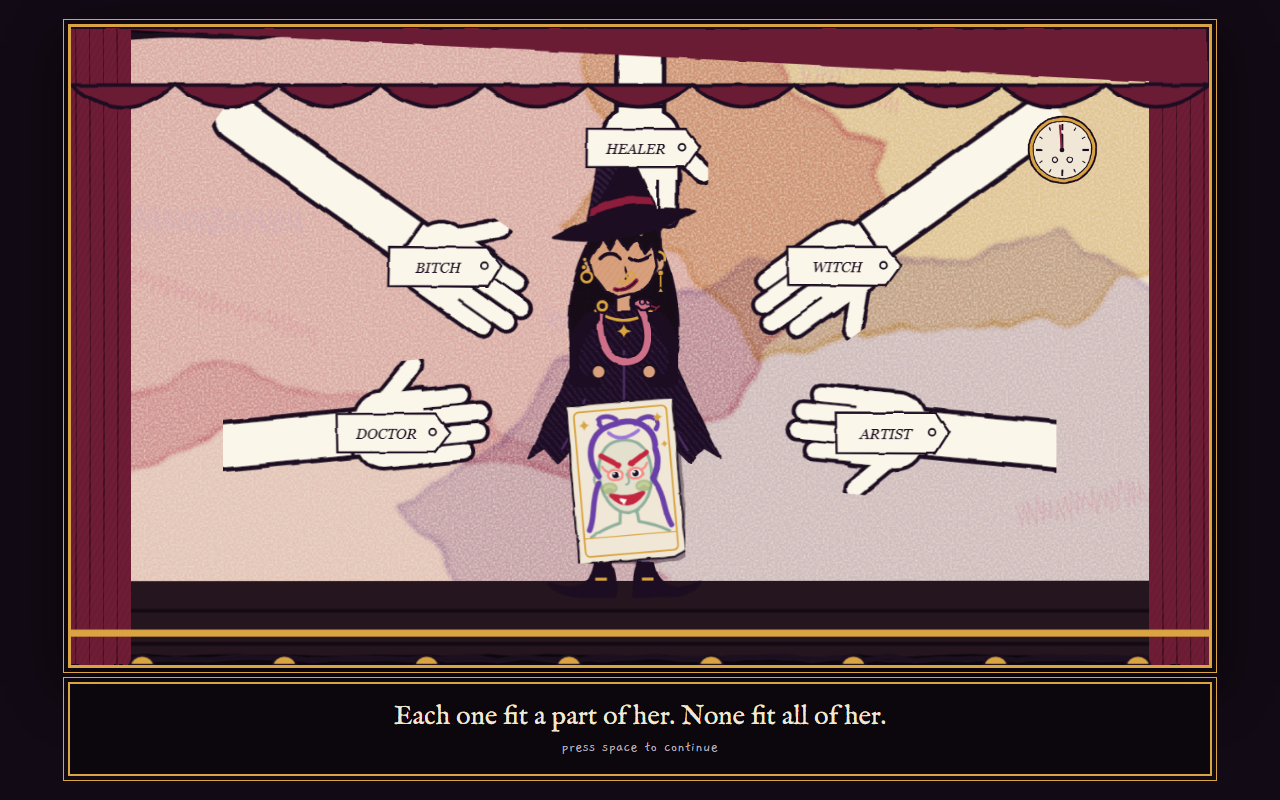 HEALER
BITCH
WITCH
DOCTOR
ARTIST
Each one fit a part of her. None fit all of her.
press space to continue